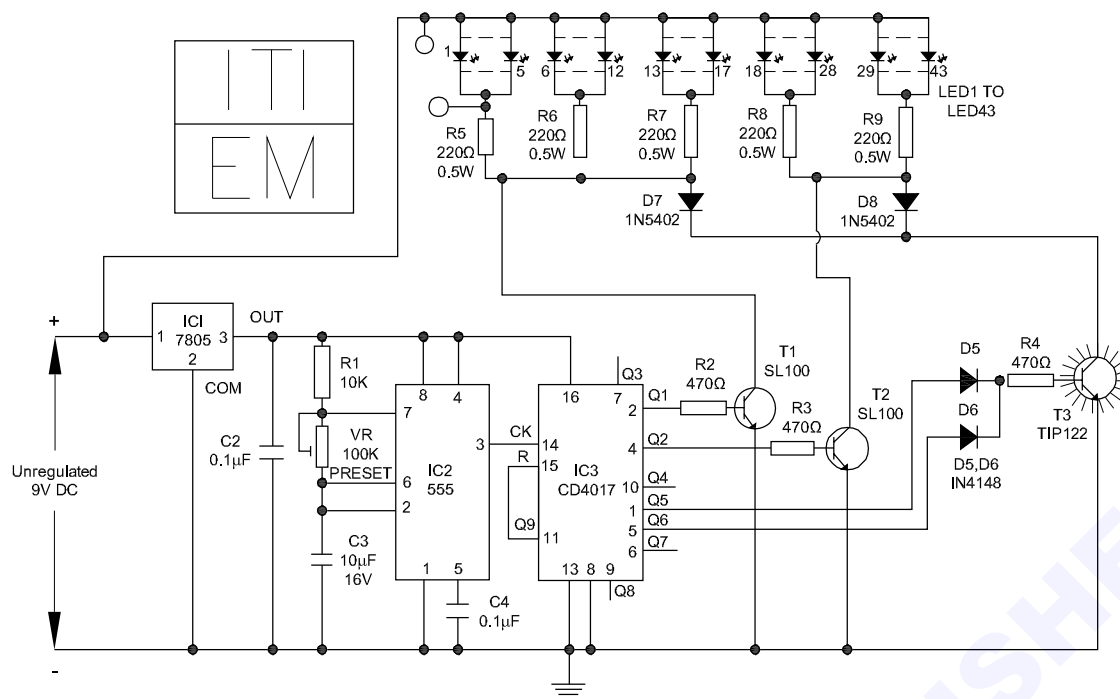 ITI
EM
1
5
6
12
13
17
18
28
29
43
LED1 TO
LED43
R5
220Ω
0.5W
R6
220Ω
0.5W
R7
220Ω
0.5W
R8
220Ω
0.5W
R9
220Ω
0.5W
D7
1N5402
D8
1N5402
+
Unregulated
9V DC
-
1
ICI
7805
3
2
OUT
COM
C2
0.1µF
R1
10K
VR
100K
PRESET
C3
10µF
16V
8
4
7
3
6
2
IC2
555
1
5
C4
0.1µF
CK
R
Q9
16
7
14
15
11
IC3
CD4017
2
4
10
1
5
6
13
8
9
Q3
Q1
Q2
Q4
Q5
Q6
Q7
Q8
R2
470Ω
T1
SL100
R3
470Ω
T2
SL100
D5
D6
D5,D6
IN4148
R4
470Ω
T3
TIP122